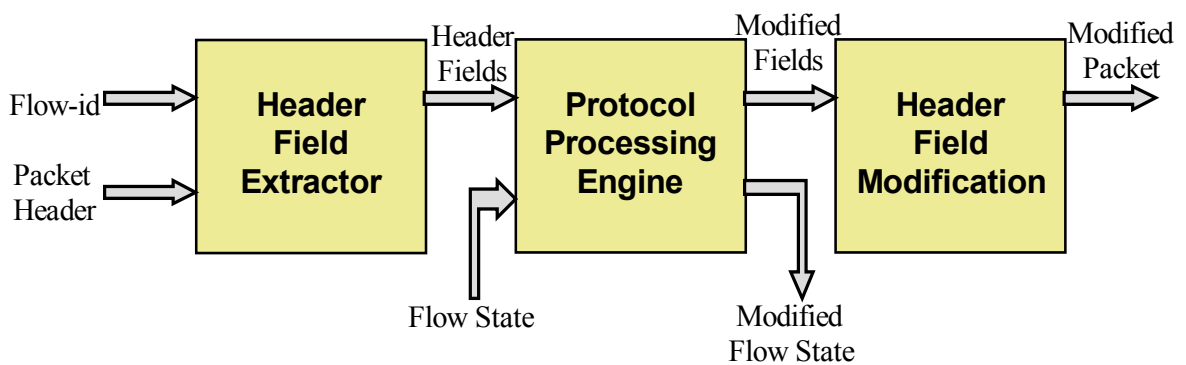 Flow-id
Packet
Header
Header
Field
Extractor
Header
Fields
Flow State
Protocol
Processing
Engine
Modified
Fields
Modified
Flow State
Header
Field
Modification
Modified
Packet